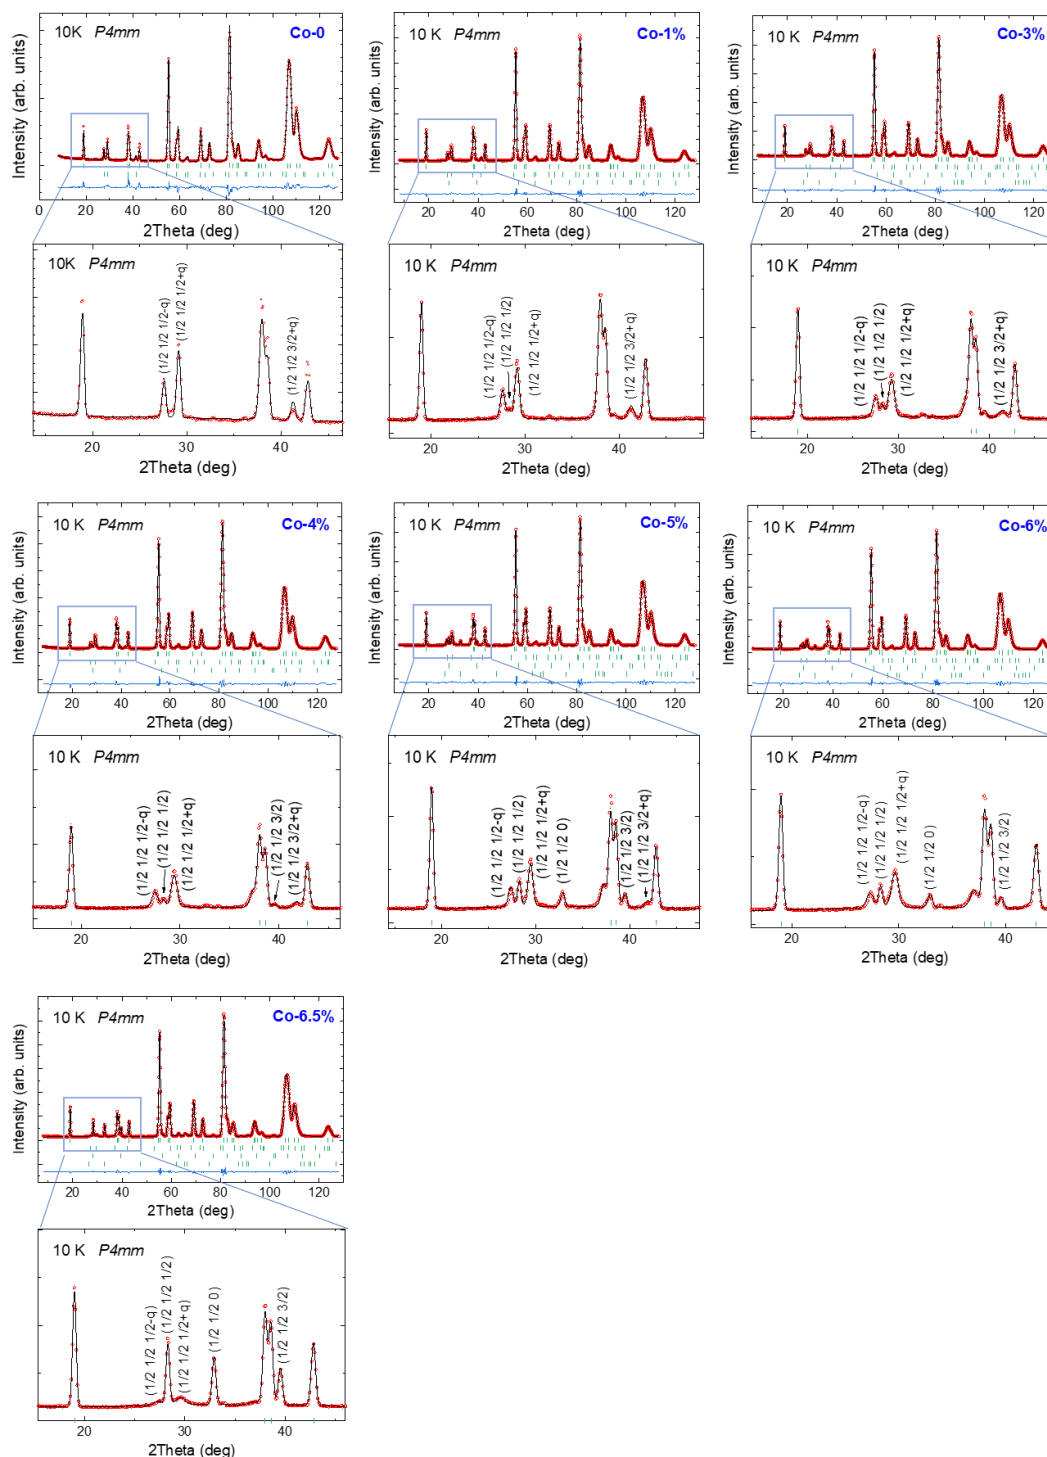 10K P4mm
Co-0
Intensity (arb. units)
0 20 40 60 80 100 120
2Theta (deg)
10 K P4mm
Co-1%
Intensity (arb. units)
20 40 60 80 100 120
2Theta (deg)
10 K P4mm
Co-3%
Intensity (arb. units)
20 40 60 80 100 120
2Theta (deg)
10K P4mm
(1/2 1/2 1/2-q)
(1/2 1/2 1/2+q)
(1/2 1/2 3/2+q)
20 30 40
2Theta (deg)
10 K P4mm
(1/2 1/2 1/2-q)
(1/2 1/2 1/2)
(1/2 1/2 1/2+q)
(1/2 1/2 3/2+q)
20 30 40
2Theta (deg)
10 K P4mm
(1/2 1/2 1/2-q)
(1/2 1/2 1/2)
(1/2 1/2 1/2+q)
(1/2 1/2 3/2+q)
20 30 40
2Theta (deg)
10 K P4mm
Co-4%
Intensity (arb. units)
20 40 60 80 100 120
2Theta (deg)
10 K P4mm
Co-5%
Intensity (arb. units)
20 40 60 80 100 120
2Theta (deg)
10 K P4mm
Co-6%
Intensity (arb. units)
20 40 60 80 100 120
2Theta (deg)
10 K P4mm
(1/2 1/2 1/2-q)
(1/2 1/2 1/2)
(1/2 1/2 1/2+q)
(1/2 1/2 3/2)
(1/2 1/2 3/2+q)
20 30 40
2Theta (deg)
10 K P4mm
(1/2 1/2 1/2-q)
(1/2 1/2 1/2)
(1/2 1/2 1/2+q)
(1/2 1/2 0)
(1/2 1/2 3/2)
(1/2 1/2 3/2+q)
20 30 40
2Theta (deg)
10 K P4mm
(1/2 1/2 1/2-q)
(1/2 1/2 1/2)
(1/2 1/2 1/2+q)
(1/2 1/2 0)
(1/2 1/2 3/2)
20 30 40
2Theta (deg)
10 K P4mm
Co-6.5%
Intensity (arb. units)
20 40 60 80 100 120
2Theta (deg)
10 K P4mm
(1/2 1/2 1/2-q)
(1/2 1/2 1/2)
(1/2 1/2 1/2+q)
(1/2 1/2 0)
(1/2 1/2 3/2)
20 30 40
2Theta (deg)